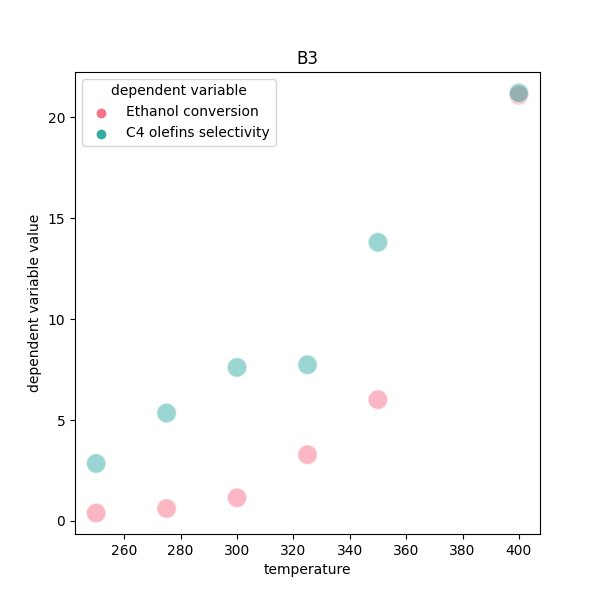 B3
dependent variable
Ethanol conversion
C4 olefins selectivity
20
15
10
5
0
dependent variable value
260 280 300 320 340 360 380 400
temperature